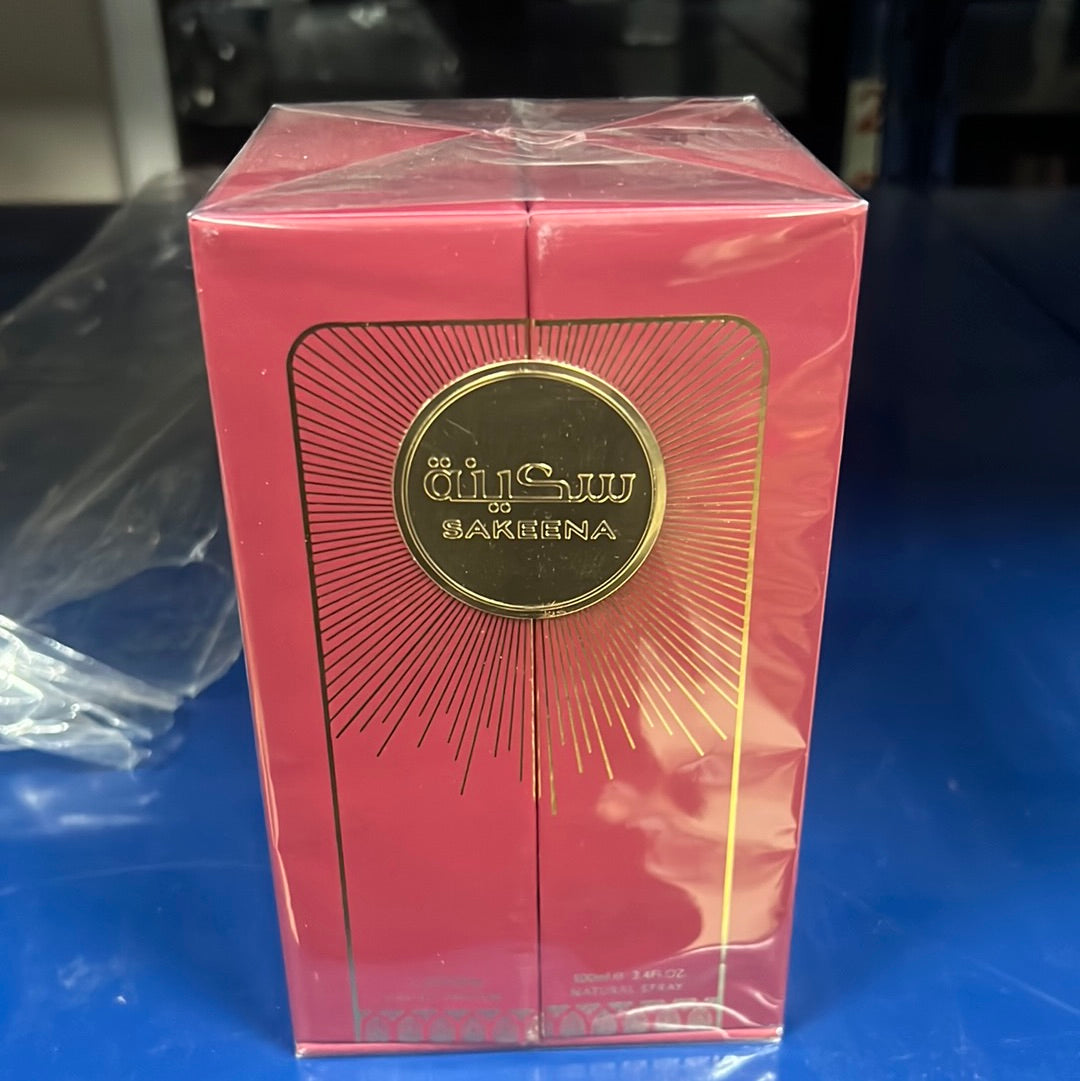 سكينة
SAKEENA
100ml ℮ 3.4FL.OZ
NATURAL SPRAY